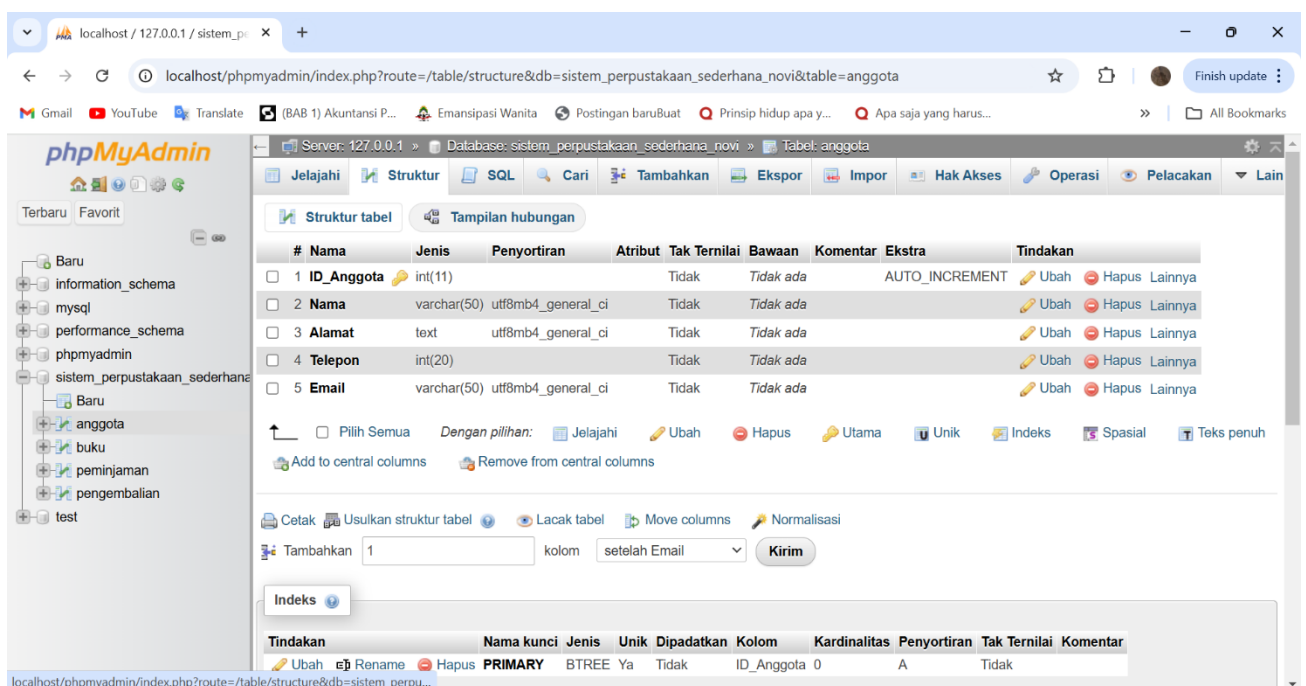 localhost / 127.0.0.1 / sistem_pe
localhost/phpmyadmin/index.php?route=/table/structure&db=sistem_perpustakaan_sederhana_novi&table=anggota
Finish update
Gmail YouTube Translate (BAB 1) Akuntansi P... Emansipasi Wanita Postingan baruBuat Prinsip hidup apa y... Apa saja yang harus... » All Bookmarks
phpMyAdmin
Terbaru Favorit
Baru
information_schema
mysql
performance_schema
phpmyadmin
sistem_perpustakaan_sederhana
Baru
anggota
buku
peminjaman
pengembalian
test
Server: 127.0.0.1 » Database: sistem_perpustakaan_sederhana_novi » Tabel: anggota
Jelajahi Struktur SQL Cari Tambahkan Ekspor Impor Hak Akses Operasi Pelacakan Lain
Struktur tabel Tampilan hubungan
# Nama Jenis Penyortiran Atribut Tak Ternilai Bawaan Komentar Ekstra Tindakan
1 ID_Anggota int(11) Tidak Tidak ada AUTO_INCREMENT Ubah Hapus Lainnya
2 Nama varchar(50) utf8mb4_general_ci Tidak Tidak ada Ubah Hapus Lainnya
3 Alamat text utf8mb4_general_ci Tidak Tidak ada Ubah Hapus Lainnya
4 Telepon int(20) Tidak Tidak ada Ubah Hapus Lainnya
5 Email varchar(50) utf8mb4_general_ci Tidak Tidak ada Ubah Hapus Lainnya
Pilih Semua Dengan pilihan: Jelajahi Ubah Hapus Utama Unik Indeks Spasial Teks penuh
Add to central columns Remove from central columns
Cetak Usulkan struktur tabel Lacak tabel Move columns Normalisasi
Tambahkan 1 kolom setelah Email Kirim
Indeks
Tindakan Nama kunci Jenis Unik Dipadatkan Kolom Kardinalitas Penyortiran Tak Ternilai Komentar
Ubah Rename Hapus PRIMARY BTREE Ya Tidak ID_Anggota 0 A Tidak
localhost/phpmyadmin/index.php?route=/table/structure&db=sistem_perpu...